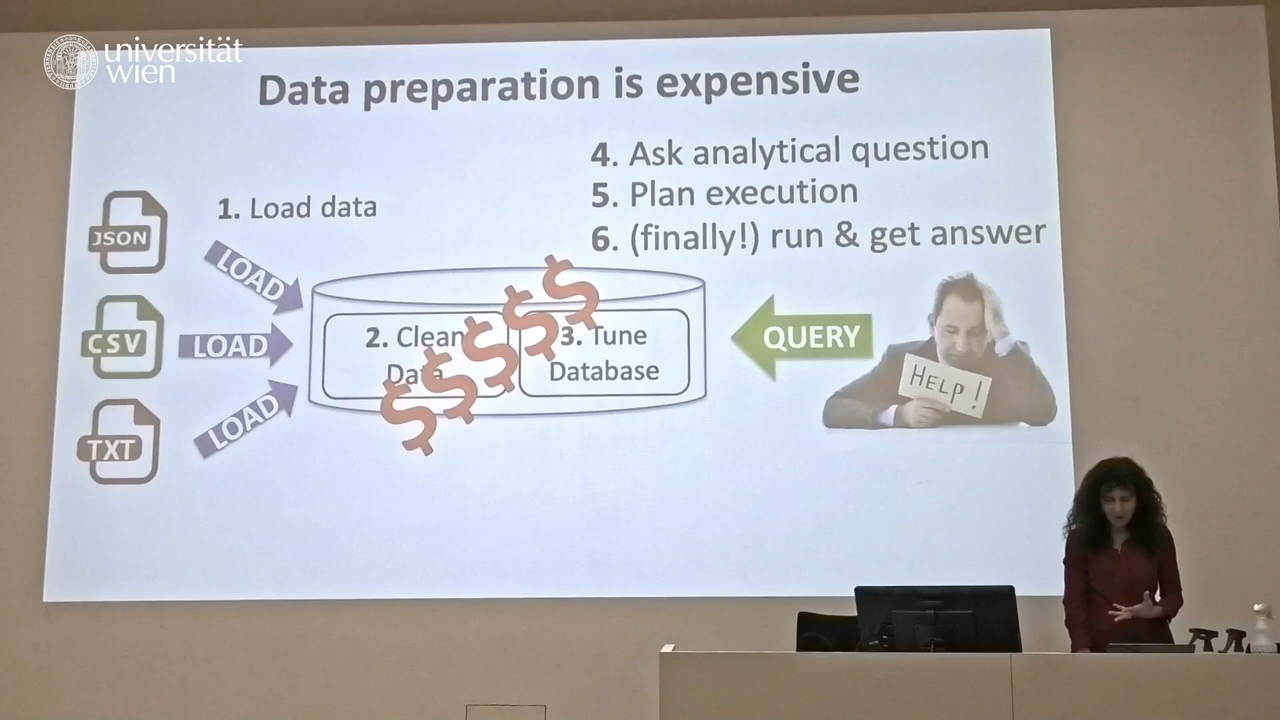 universität
wien
Data preparation is expensive
4. Ask analytical question
5. Plan execution
6. (finally!) run & get answer
1. Load data
JSON
CSV
TXT
LOAD
LOAD
LOAD
2. Clean
Data
3. Tune
Database
$$$$$
QUERY
HELP!